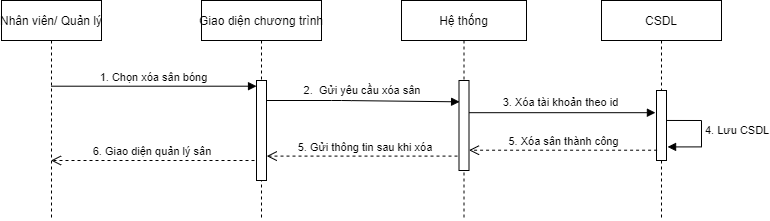 Nhân viên/ Quản lý
Giao diện chương trình
Hệ thống
CSDL
1. Chọn xóa sân bóng
2. Gửi yêu cầu xóa sân
3. Xóa tài khoản theo id
4. Lưu CSDL
5. Xóa sân thành công
5. Gửi thông tin sau khi xóa
6. Giao diện quản lý sân